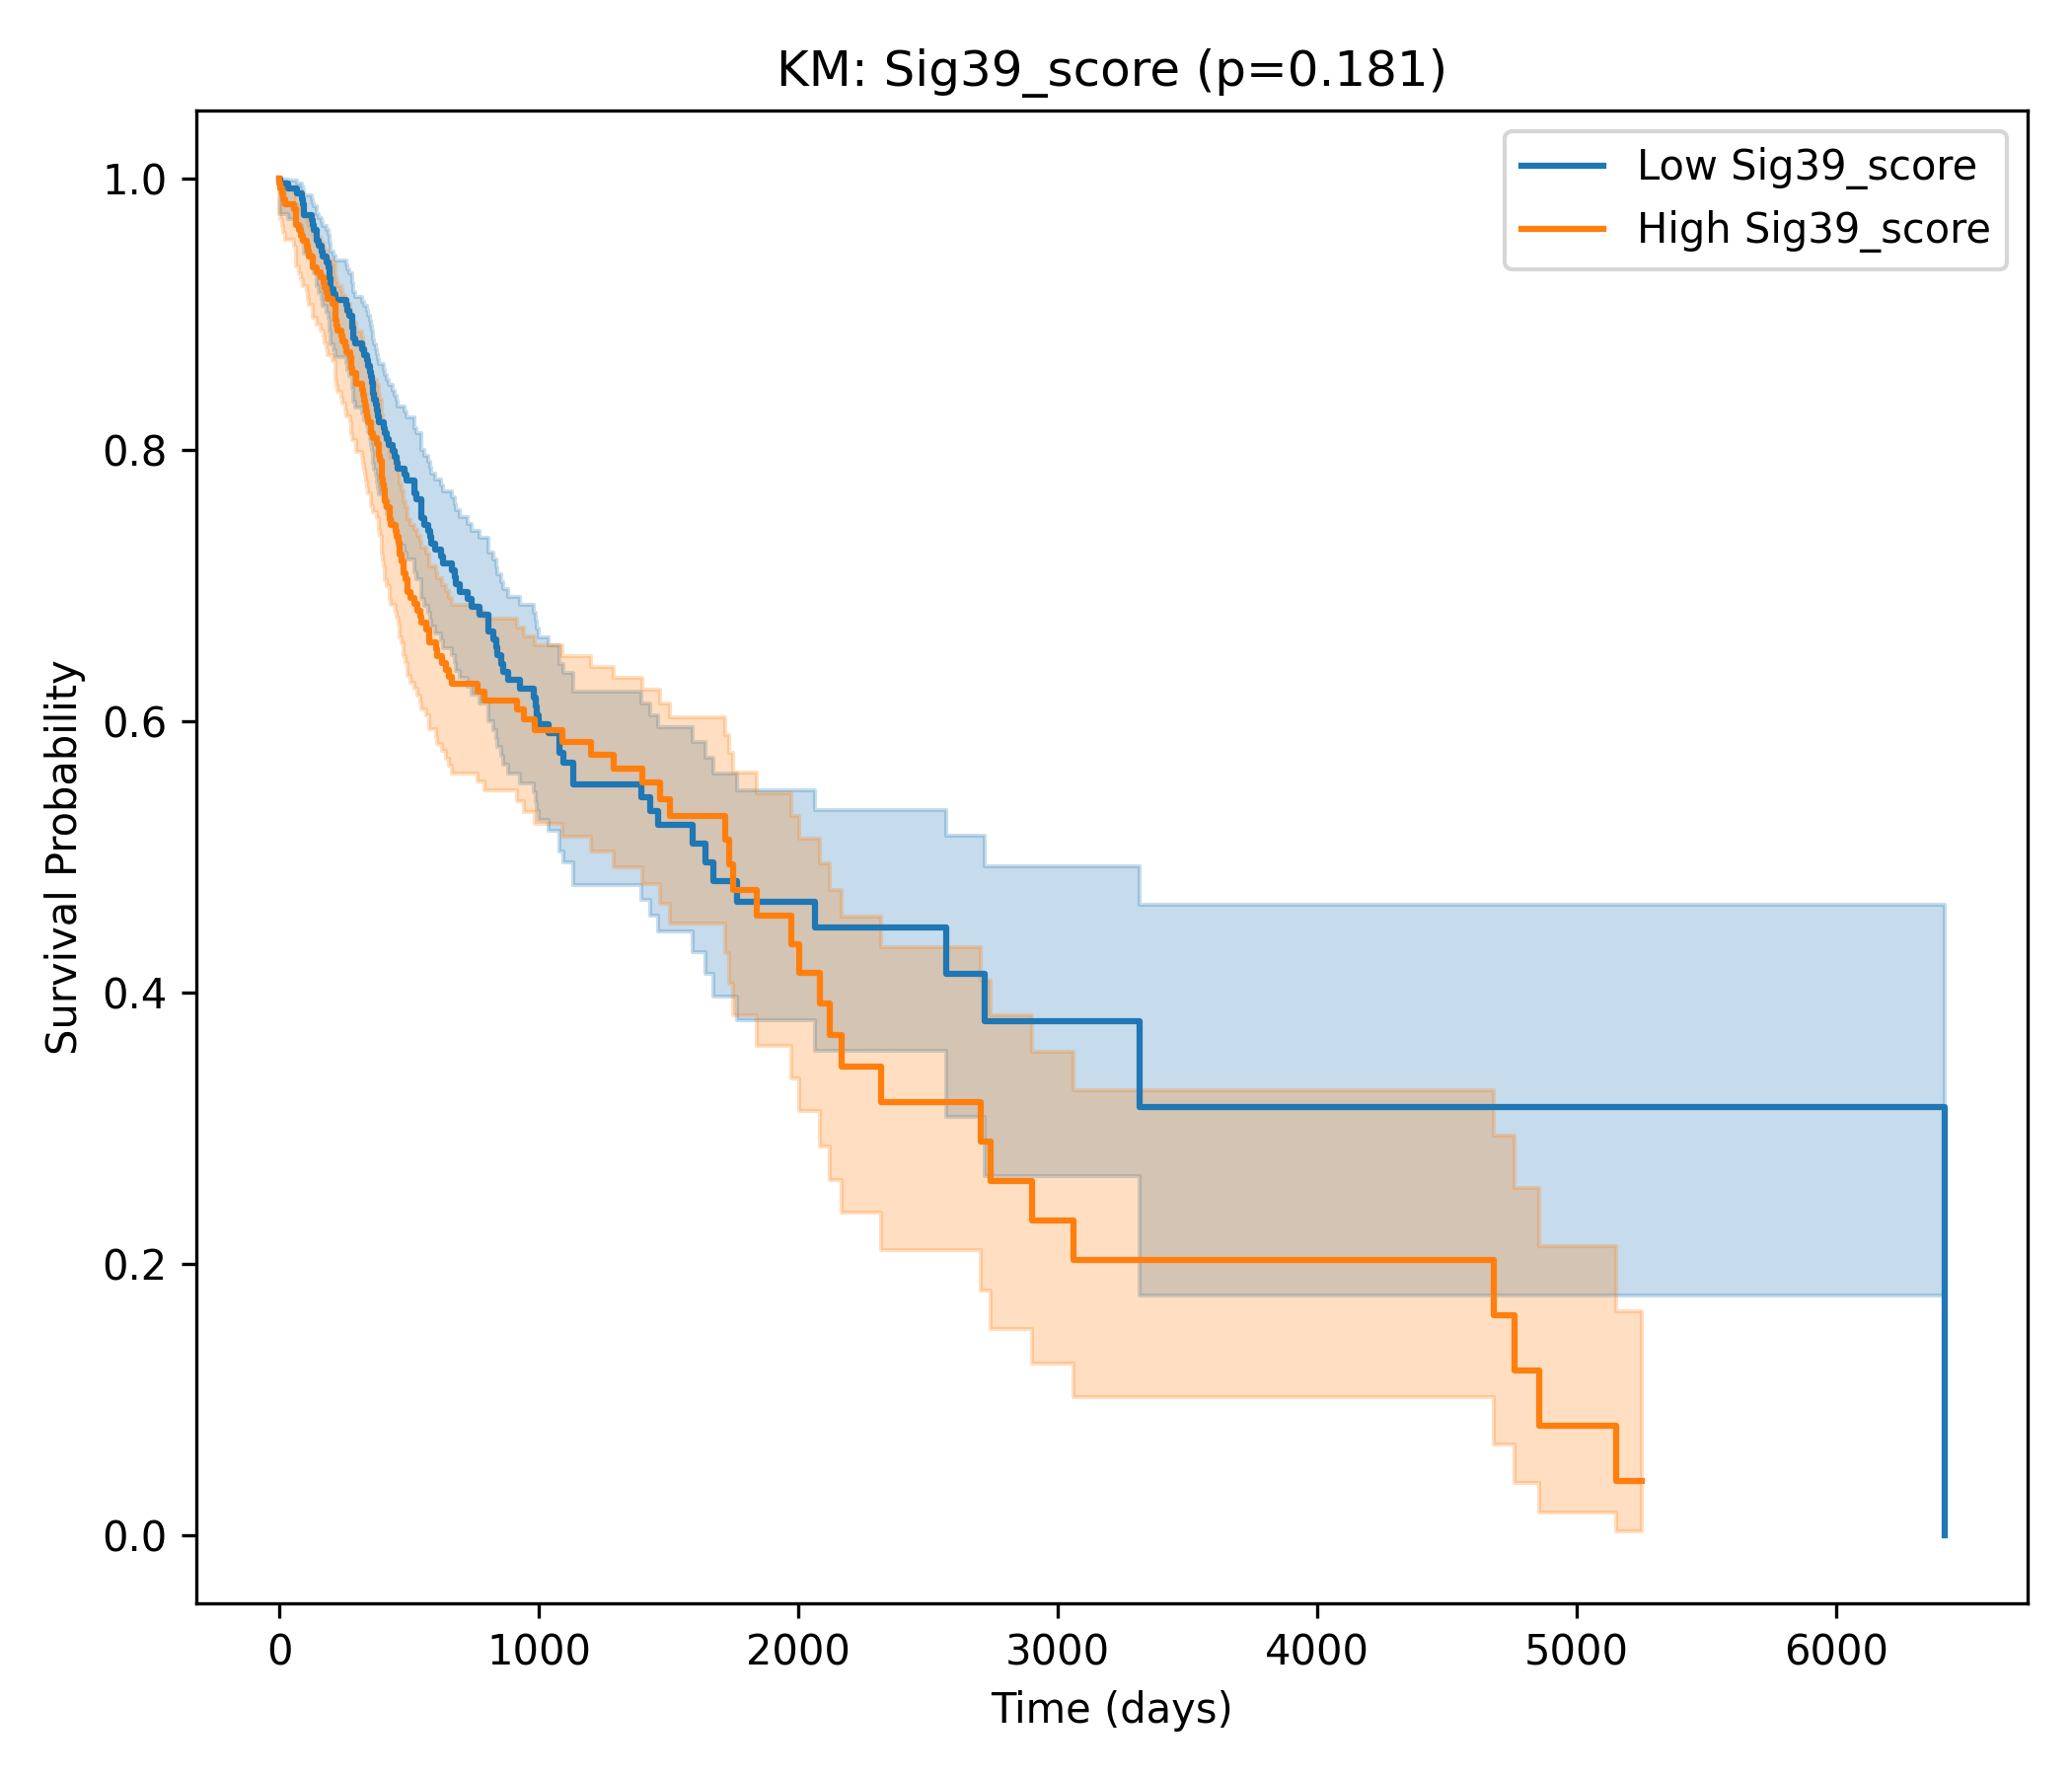 KM: Sig39_score (p=0.181)
Low Sig39_score
High Sig39_score
Survival Probability
1.0
0.8
0.6
0.4
0.2
0.0
0 1000 2000 3000 4000 5000 6000
Time (days)